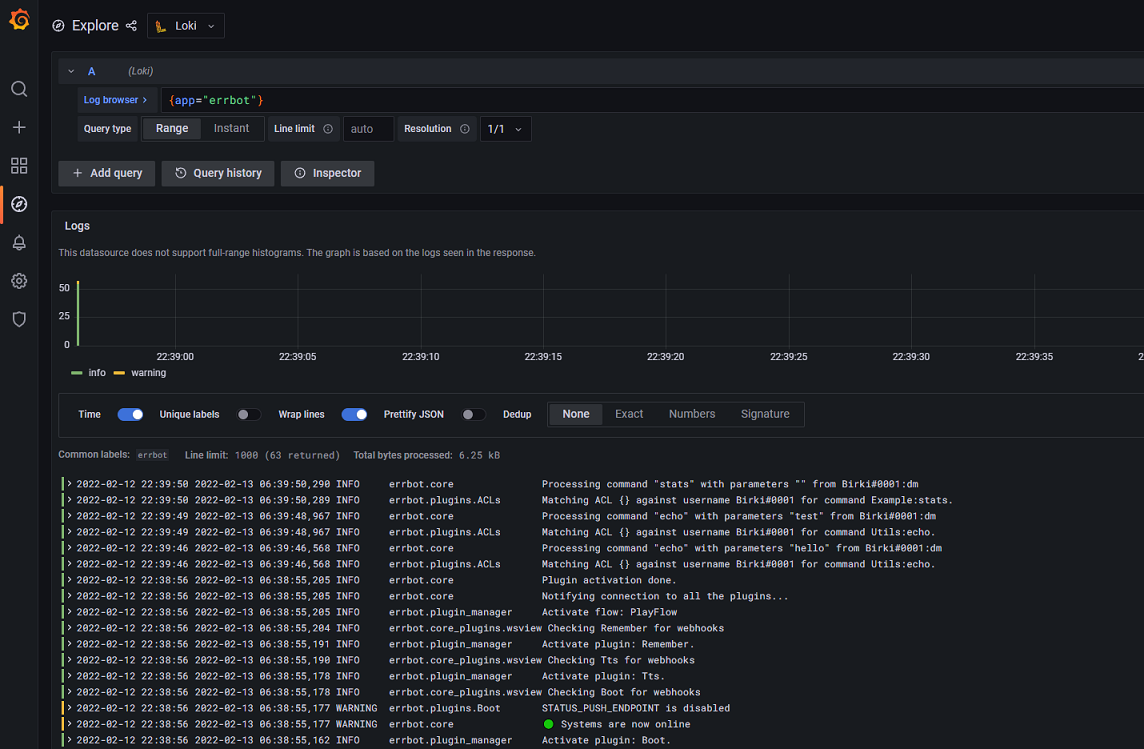 Explore Loki
A (Loki)
Log browser > {app="errbot"}
Query type Range Instant Line limit auto Resolution 1/1
+ Add query Query history Inspector
Logs
This datasource does not support full-range histograms. The graph is based on the logs seen in the response.
50
25
0
22:39:00 22:39:05 22:39:10 22:39:15 22:39:20 22:39:25 22:39:30 22:39:35 2
info warning
Time Unique labels Wrap lines Prettify JSON Dedup None Exact Numbers Signature
Common labels: errbot Line limit: 1000 (63 returned) Total bytes processed: 6.25 kB
> 2022-02-12 22:39:50 2022-02-13 06:39:50,290 INFO errbot.core Processing command "stats" with parameters "" from Birki#0001:dm
> 2022-02-12 22:39:50 2022-02-13 06:39:50,289 INFO errbot.plugins.ACLs Matching ACL {} against username Birki#0001 for command Example:stats.
> 2022-02-12 22:39:49 2022-02-13 06:39:48,967 INFO errbot.core Processing command "echo" with parameters "test" from Birki#0001:dm
> 2022-02-12 22:39:49 2022-02-13 06:39:48,967 INFO errbot.plugins.ACLs Matching ACL {} against username Birki#0001 for command Utils:echo.
> 2022-02-12 22:39:46 2022-02-13 06:39:46,568 INFO errbot.core Processing command "echo" with parameters "hello" from Birki#0001:dm
> 2022-02-12 22:39:46 2022-02-13 06:39:46,568 INFO errbot.plugins.ACLs Matching ACL {} against username Birki#0001 for command Utils:echo.
> 2022-02-12 22:38:56 2022-02-13 06:38:55,205 INFO errbot.core Plugin activation done.
> 2022-02-12 22:38:56 2022-02-13 06:38:55,205 INFO errbot.core Notifying connection to all the plugins...
> 2022-02-12 22:38:56 2022-02-13 06:38:55,205 INFO errbot.plugin_manager Activate flow: PlayFlow
> 2022-02-12 22:38:56 2022-02-13 06:38:55,204 INFO errbot.core_plugins.wsview Checking Remember for webhooks
> 2022-02-12 22:38:56 2022-02-13 06:38:55,191 INFO errbot.plugin_manager Activate plugin: Remember.
> 2022-02-12 22:38:56 2022-02-13 06:38:55,190 INFO errbot.core_plugins.wsview Checking Tts for webhooks
> 2022-02-12 22:38:56 2022-02-13 06:38:55,178 INFO errbot.plugin_manager Activate plugin: Tts.
> 2022-02-12 22:38:56 2022-02-13 06:38:55,178 INFO errbot.core_plugins.wsview Checking Boot for webhooks
> 2022-02-12 22:38:56 2022-02-13 06:38:55,177 WARNING errbot.plugins.Boot STATUS_PUSH_ENDPOINT is disabled
> 2022-02-12 22:38:56 2022-02-13 06:38:55,177 WARNING errbot.core Systems are now online
> 2022-02-12 22:38:56 2022-02-13 06:38:55,162 INFO errbot.plugin_manager Activate plugin: Boot.